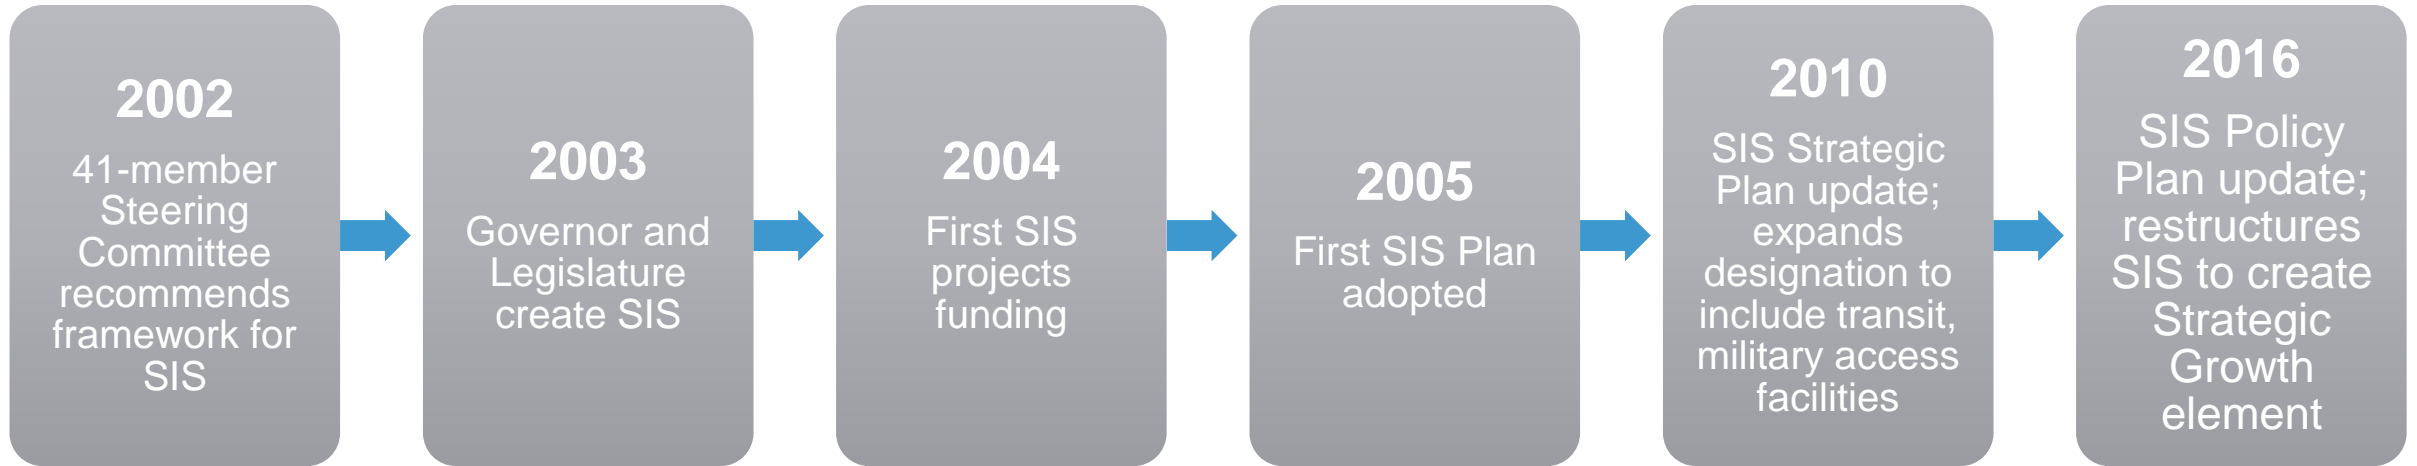 2002
41-member
Steering
Committee
recommends
framework for
SIS
2003
Governor and
Legislature
create SIS
2004
First SIS
projects
funding
2005
First SIS Plan
adopted
2010
SIS Strategic
Plan update;
expands
designation to
include transit,
military access
facilities
2016
SIS Policy
Plan update;
restructures
SIS to create
Strategic
Growth
element